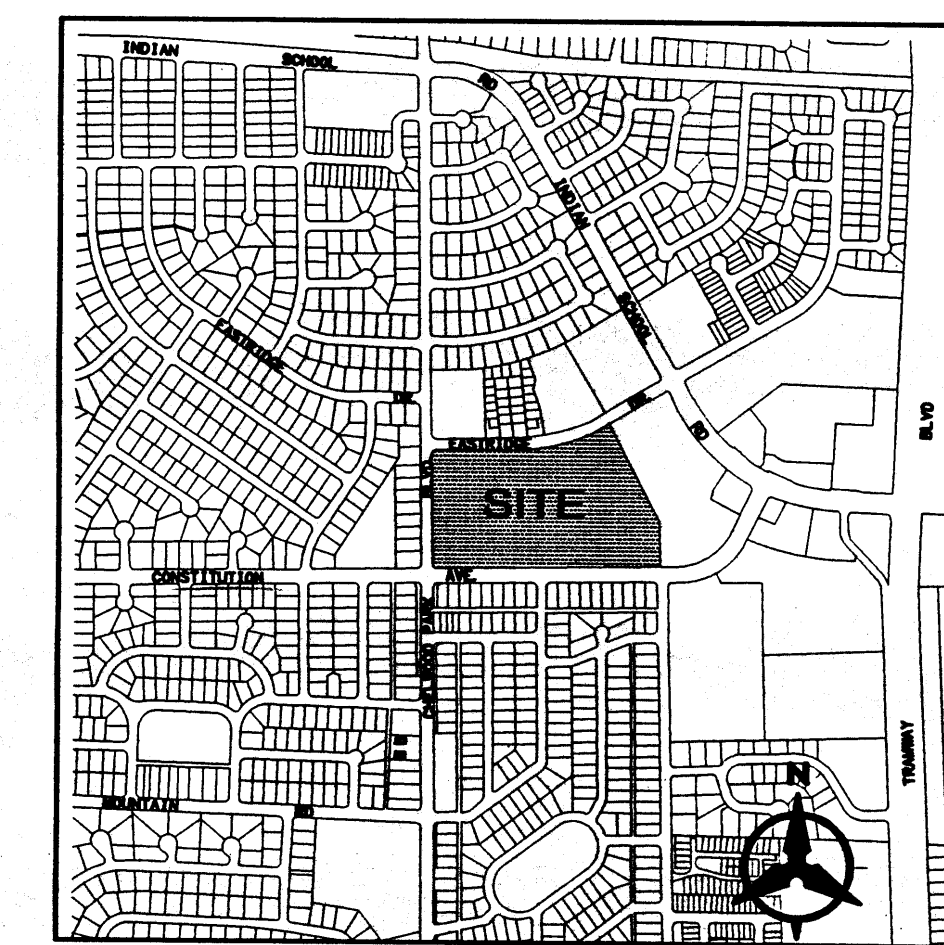 INDIAN
SCHOOL
RD
INDIAN
SCHOOL
EASTRIDGE
DR.
DR.
RD
BLVD
EASTRIDGE
BLVD
SITE
CONSTITUTION
AVE.
CHELWOOD PARK
TRAMWAY
N
MOUNTAIN
RD